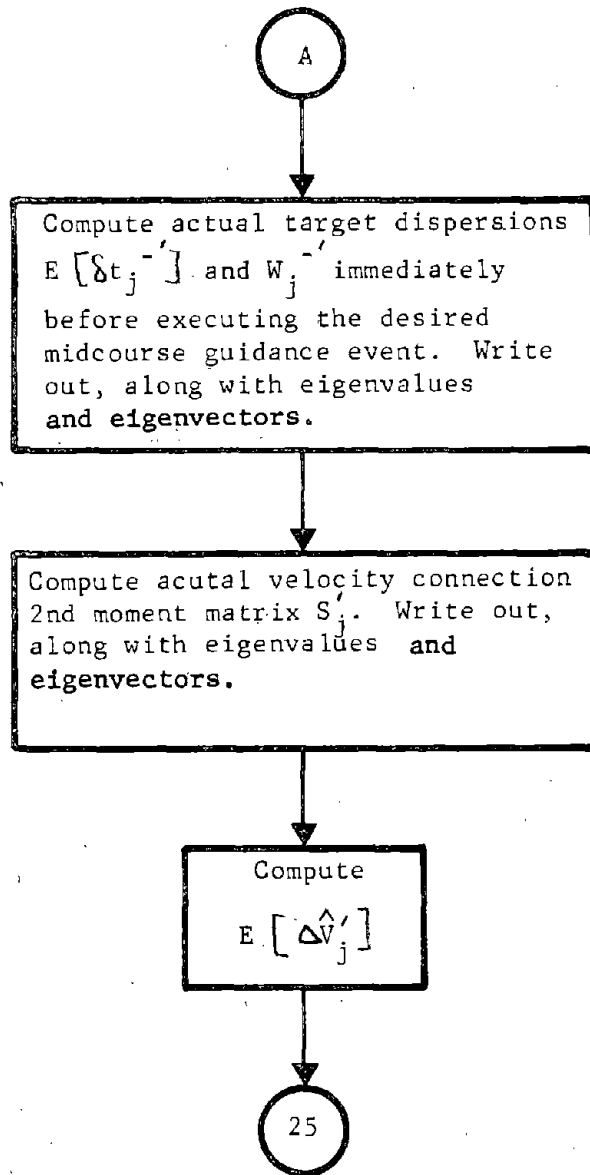 A
Compute actual target dispersions
E [δt_j^-'] and W_j^-' immediately
before executing the desired
midcourse guidance event. Write
out, along with eigenvalues
and eigenvectors.
Compute acutal velocity connection
2nd moment matrix S_j'. Write out,
along with eigenvalues and
eigenvectors.
Compute
E [ΔV̂_j']
25